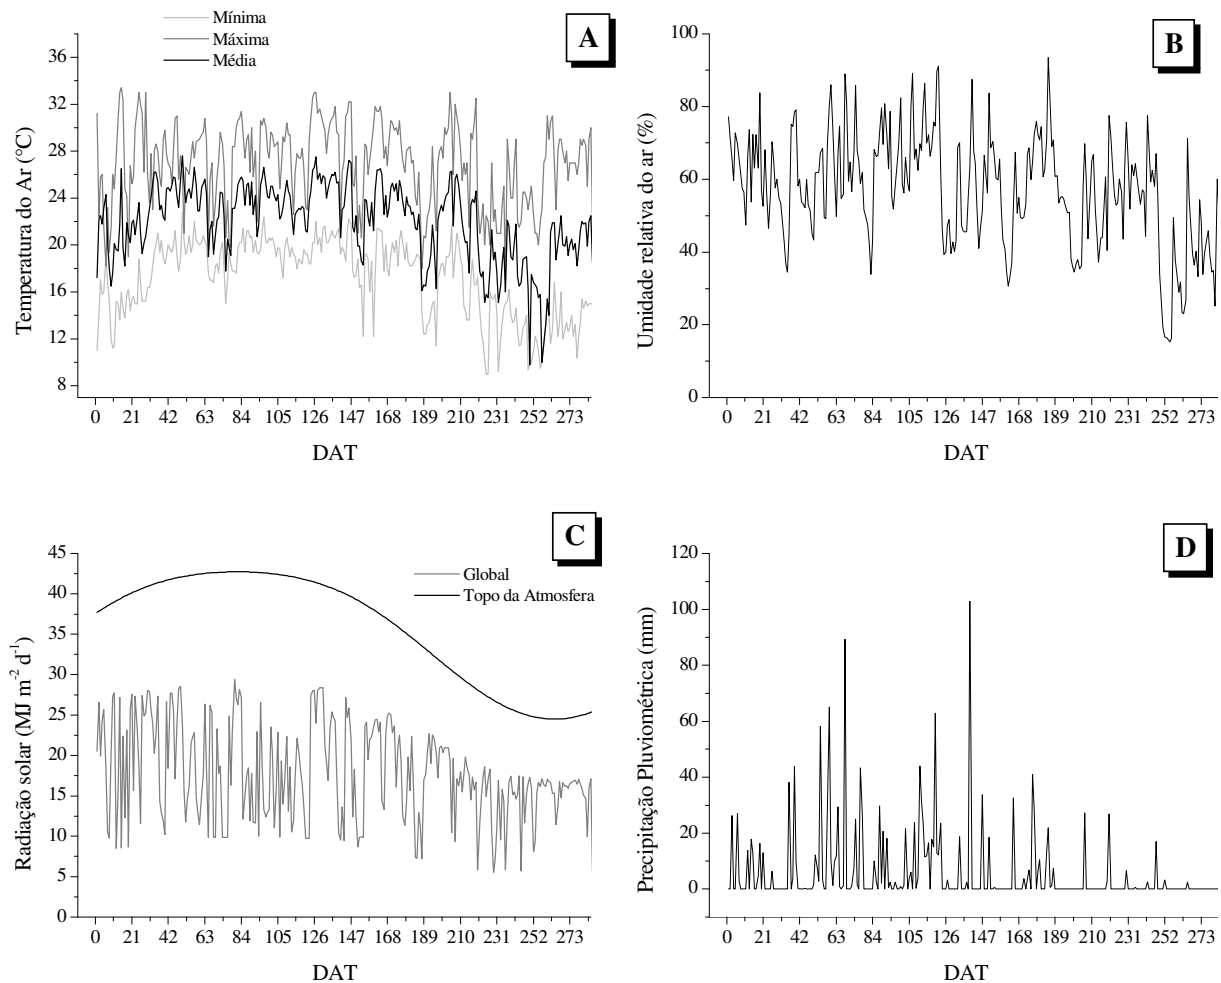 Mínima
Máxima
Média
A
36
32
28
24
20
16
12
8
Temperatura do Ar (°C)
0 21 42 63 84 105 126 147 168 189 210 231 252 273
DAT
B
100
80
60
40
20
0
Umidade relativa do ar (%)
0 21 42 63 84 105 126 147 168 189 210 231 252 273
DAT
C
Global
Topo da Atmosfera
45
40
35
30
25
20
15
10
5
0
Radiação solar (MJ m⁻² d⁻¹)
0 21 42 63 84 105 126 147 168 189 210 231 252 273
DAT
D
120
100
80
60
40
20
0
Precipitação Pluviométrica (mm)
0 21 42 63 84 105 126 147 168 189 210 231 252 273
DAT